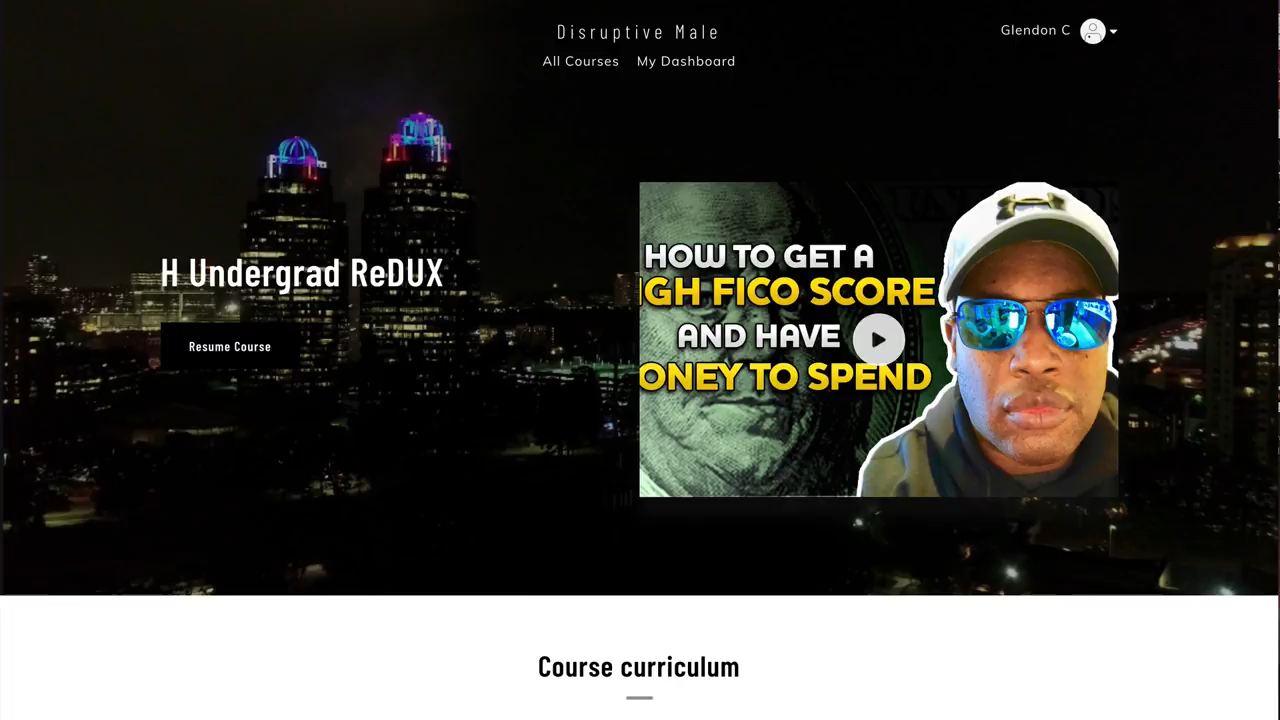 Disruptive Male
Glendon C
All Courses My Dashboard
H Undergrad ReDUX
Resume Course
HOW TO GET A
IGH FICO SCORE
AND HAVE
ONEY TO SPEND
Course curriculum